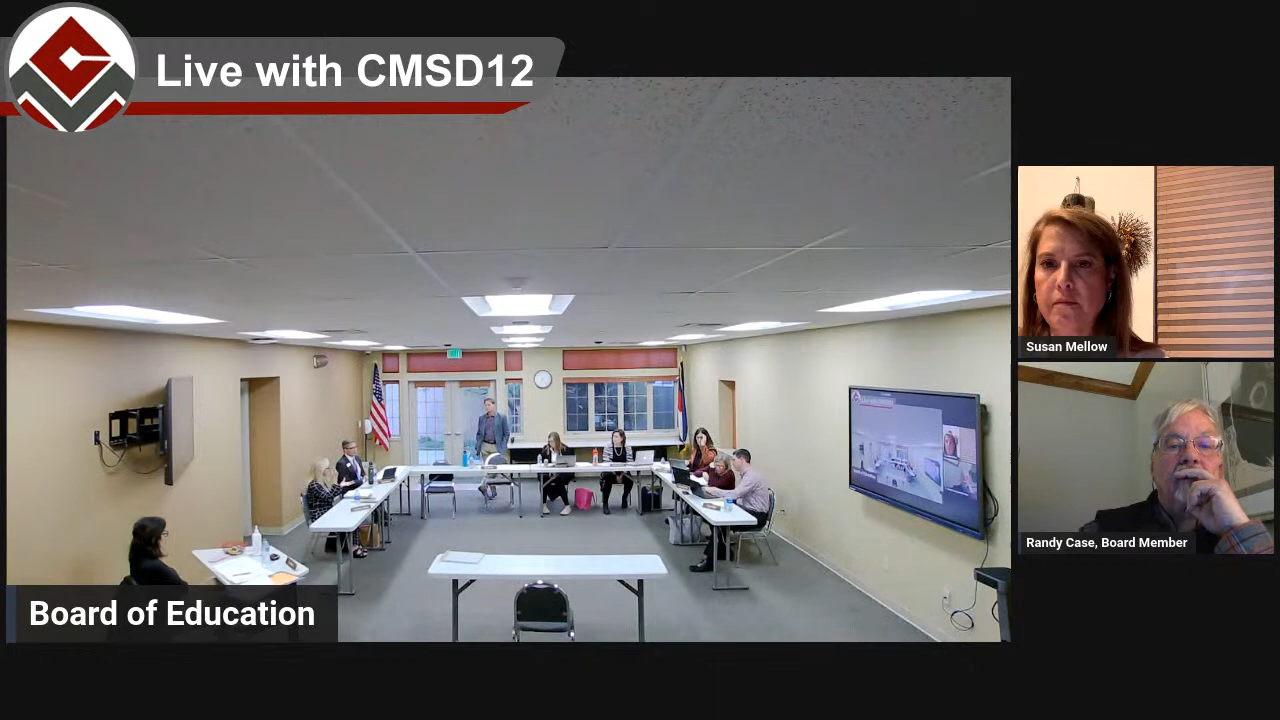 Live with CMSD12
Susan Mellow
Randy Case, Board Member
Board of Education